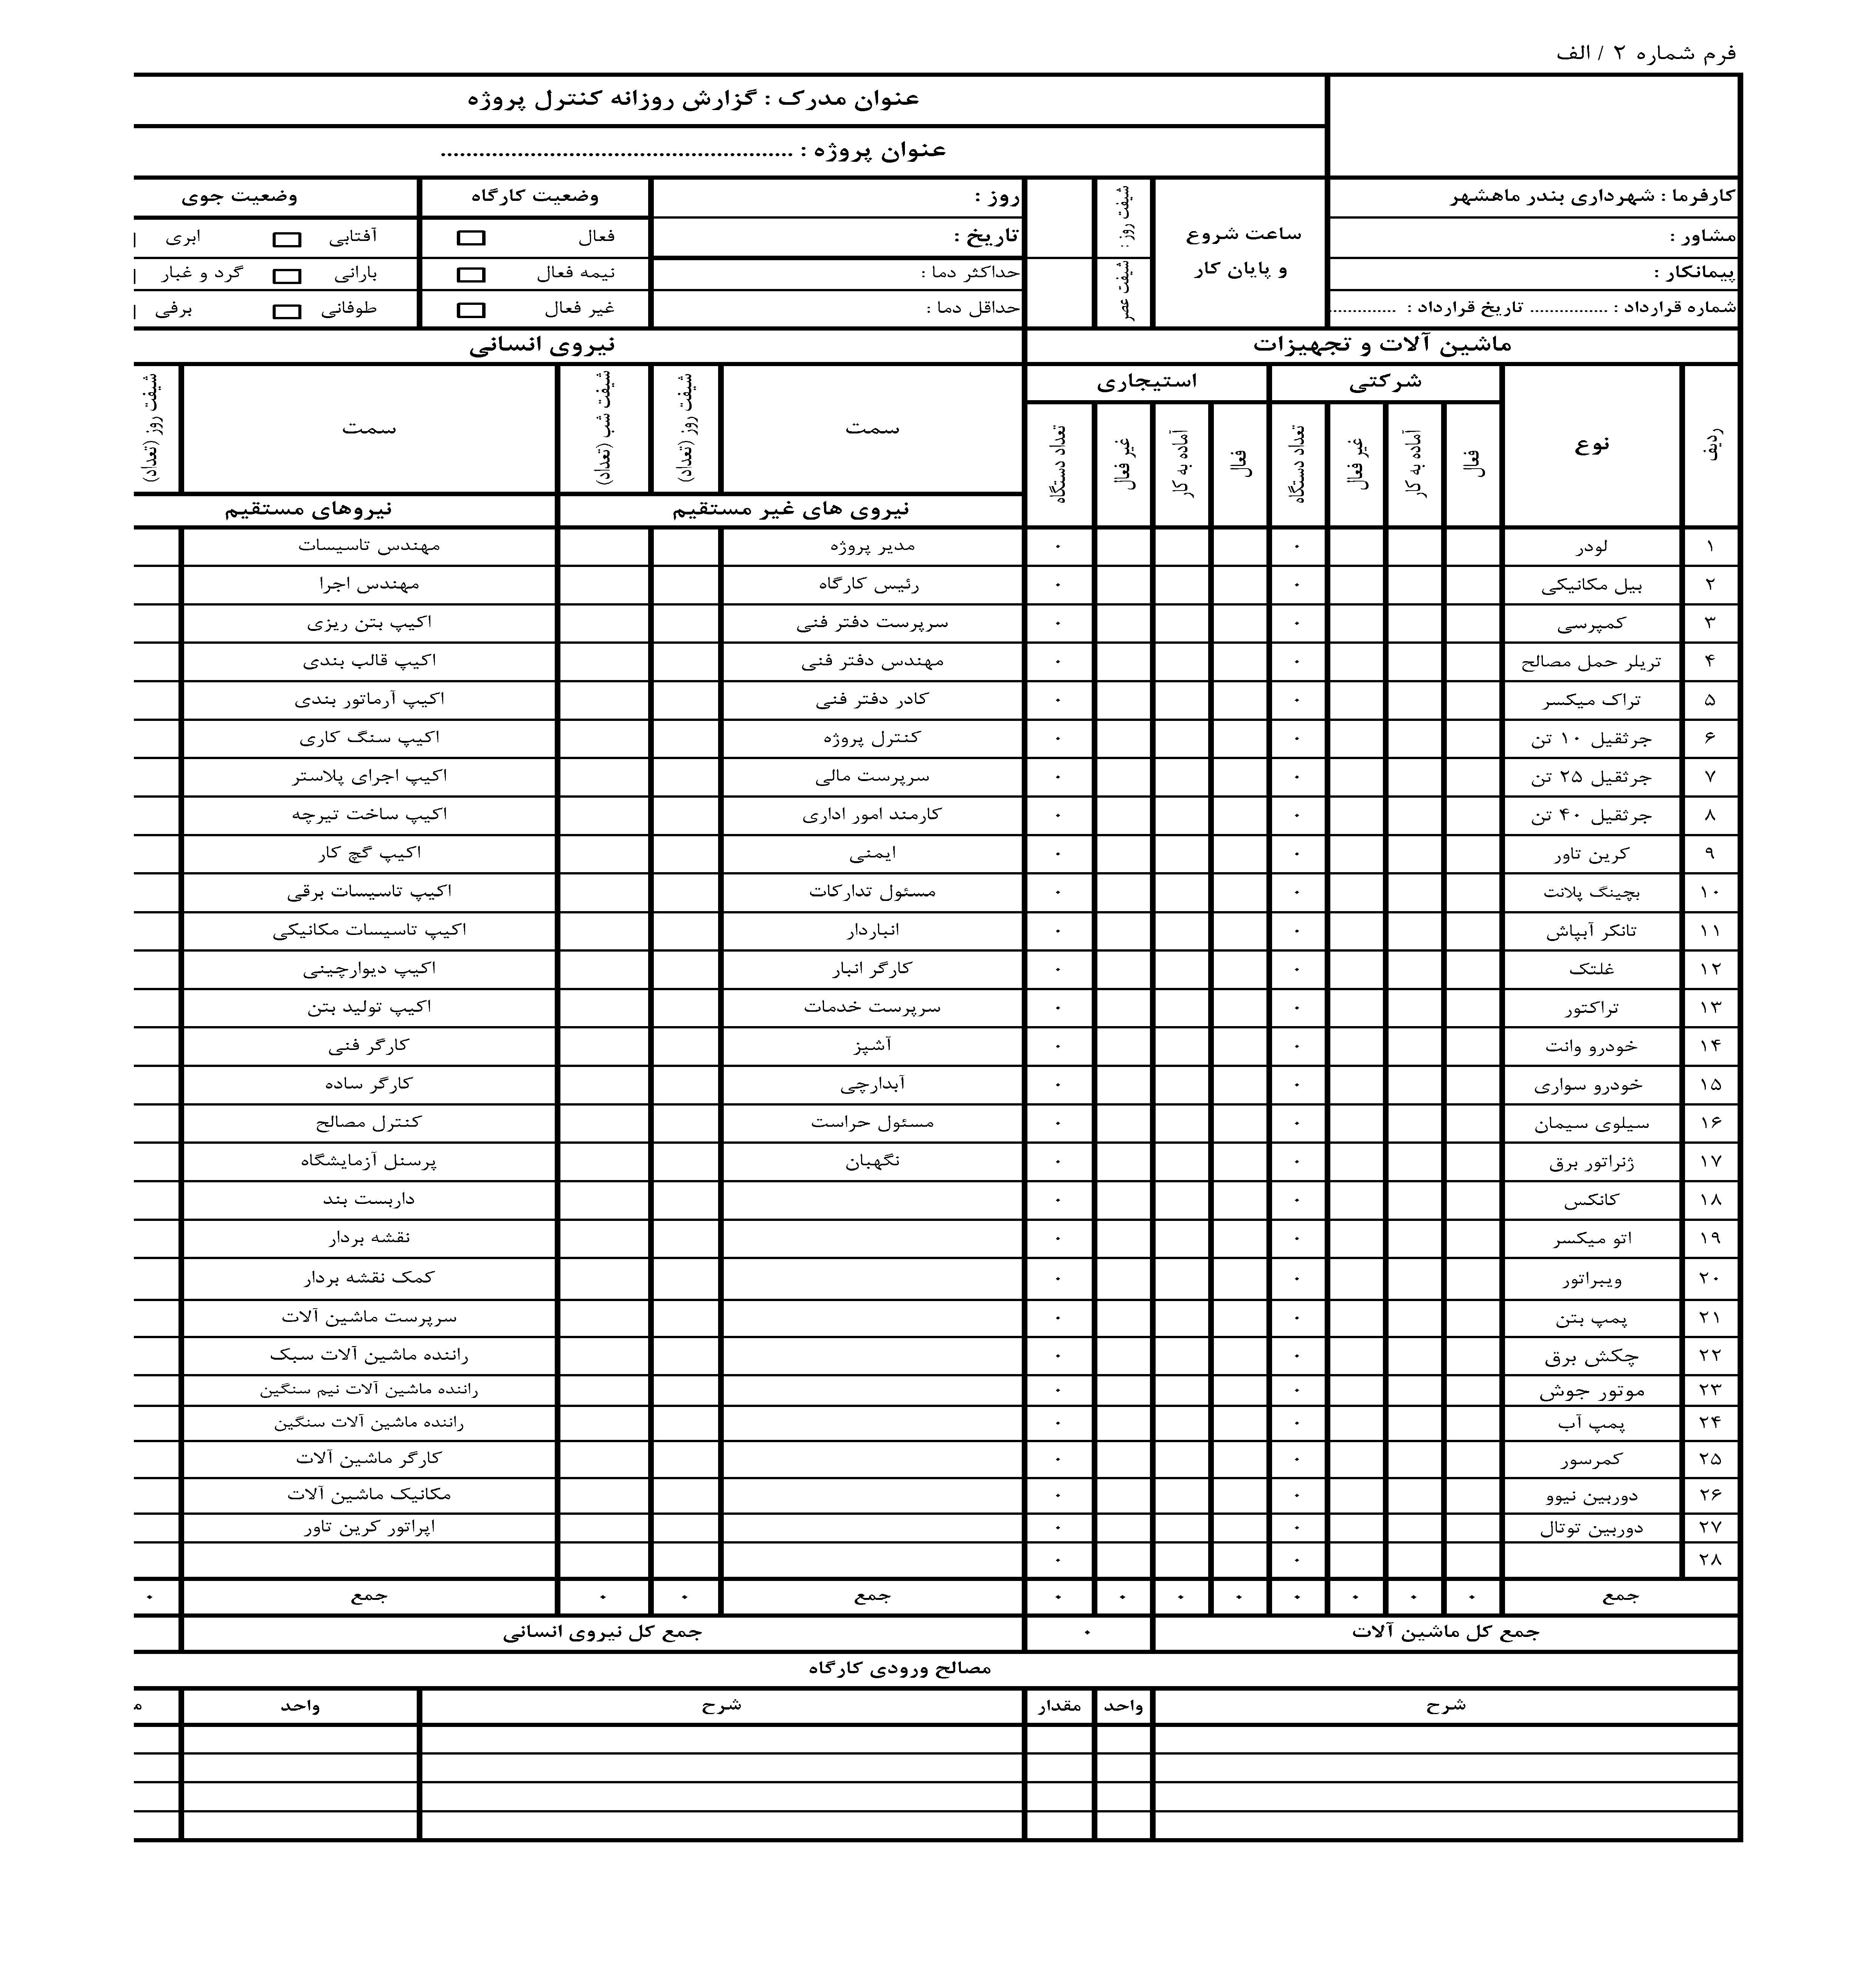 فرم شماره ۲ / الف
عنوان مدرک : گزارش روزانه کنترل پروژه
عنوان پروژه : .......................................................
کارفرما : شهرداری بندر ماهشهر
مشاور :
پیمانکار :
شماره قرارداد : ................ تاریخ قرارداد : ..............
ساعت شروع
و پایان کار
شیفت روز :
شیفت عصر
روز :
تاریخ :
حداکثر دما :
حداقل دما :
وضعیت کارگاه
فعال
نیمه فعال
غیر فعال
وضعیت جوی
آفتابی ابری
بارانی گرد و غبار
طوفانی برفی
ماشین آلات و تجهیزات نیروی انسانی
ردیف نوع شرکتی استیجاری
فعال آماده به کار غیر فعال تعداد دستگاه فعال آماده به کار غیر فعال تعداد دستگاه
سمت شیفت روز (تعداد) شیفت شب (تعداد) سمت شیفت روز (تعداد)
نیروی های غیر مستقیم نیروهای مستقیم
۱ لودر ۰ ۰ مدیر پروژه مهندس تاسیسات
۲ بیل مکانیکی ۰ ۰ رئیس کارگاه مهندس اجرا
۳ کمپرسی ۰ ۰ سرپرست دفتر فنی اکیپ بتن ریزی
۴ تریلر حمل مصالح ۰ ۰ مهندس دفتر فنی اکیپ قالب بندی
۵ تراک میکسر ۰ ۰ کادر دفتر فنی اکیپ آرماتور بندی
۶ جرثقیل ۱۰ تن ۰ ۰ کنترل پروژه اکیپ سنگ کاری
۷ جرثقیل ۲۵ تن ۰ ۰ سرپرست مالی اکیپ اجرای پلاستر
۸ جرثقیل ۴۰ تن ۰ ۰ کارمند امور اداری اکیپ ساخت تیرچه
۹ کرین تاور ۰ ۰ ایمنی اکیپ گچ کار
۱۰ بچینگ پلانت ۰ ۰ مسئول تدارکات اکیپ تاسیسات برقی
۱۱ تانکر آبپاش ۰ ۰ انباردار اکیپ تاسیسات مکانیکی
۱۲ غلتک ۰ ۰ کارگر انبار اکیپ دیوارچینی
۱۳ تراکتور ۰ ۰ سرپرست خدمات اکیپ تولید بتن
۱۴ خودرو وانت ۰ ۰ آشپز کارگر فنی
۱۵ خودرو سواری ۰ ۰ آبدارچی کارگر ساده
۱۶ سیلوی سیمان ۰ ۰ مسئول حراست کنترل مصالح
۱۷ ژنراتور برق ۰ ۰ نگهبان پرسنل آزمایشگاه
۱۸ کانکس ۰ ۰ داربست بند
۱۹ اتو میکسر ۰ ۰ نقشه بردار
۲۰ ویبراتور ۰ ۰ کمک نقشه بردار
۲۱ پمپ بتن ۰ ۰ سرپرست ماشین آلات
۲۲ چکش برق ۰ ۰ راننده ماشین آلات سبک
۲۳ موتور جوش ۰ ۰ راننده ماشین آلات نیم سنگین
۲۴ پمپ آب ۰ ۰ راننده ماشین آلات سنگین
۲۵ کمرسور ۰ ۰ کارگر ماشین آلات
۲۶ دوربین نیوو ۰ ۰ مکانیک ماشین آلات
۲۷ دوربین توتال ۰ ۰ اپراتور کرین تاور
۲۸ ۰ ۰
جمع ۰ ۰ ۰ ۰ ۰ ۰ ۰ ۰ جمع ۰ ۰ جمع ۰
جمع کل ماشین آلات ۰ جمع کل نیروی انسانی
مصالح ورودی کارگاه
شرح واحد مقدار شرح واحد